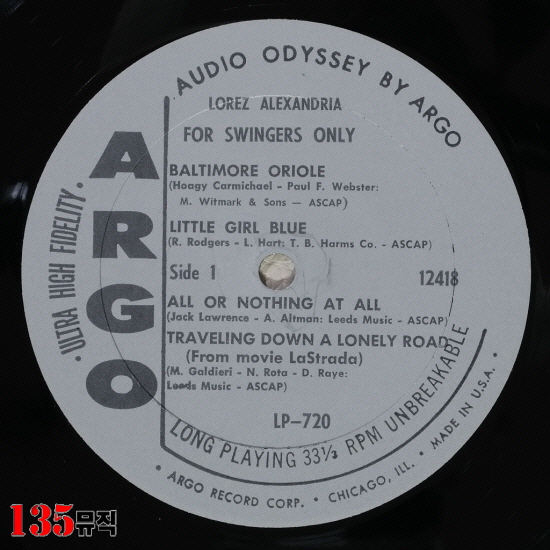 AUDIO ODYSSEY BY ARGO
LOREZ ALEXANDRIA
FOR SWINGERS ONLY
ARGO
· ULTRA HIGH FIDELITY ·
BALTIMORE ORIOLE
(Hoagy Carmichael - Paul F. Webster:
M. Witmark & Sons — ASCAP)
LITTLE GIRL BLUE
(R. Rodgers - L. Hart: T. B. Harms Co. - ASCAP)
Side 1
12418
ALL OR NOTHING AT ALL
(Jack Lawrence - A. Altman: Leeds Music - ASCAP)
TRAVELING DOWN A LONELY ROAD
(From movie LaStrada)
(M. Galdieri - N. Rota - D. Raye:
Leeds Music - ASCAP)
LP-720
LONG PLAYING 33⅓ RPM UNBREAKABLE
· ARGO RECORD CORP. · CHICAGO, ILL. · MADE IN U.S.A. ·
135뮤직